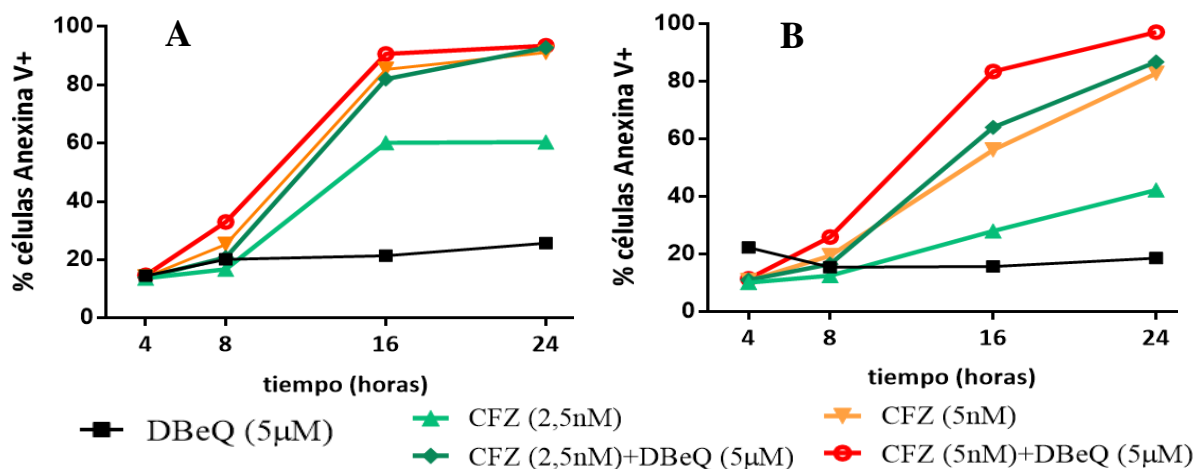 A
% células Anexina V+
100
80
60
40
20
0
4 8 16 24
tiempo (horas)
B
% células Anexina V+
100
80
60
40
20
0
4 8 16 24
tiempo (horas)
DBeQ (5µM)
CFZ (2,5nM)
CFZ (5nM)
CFZ (2,5nM)+DBeQ (5µM)
CFZ (5nM)+DBeQ (5µM)